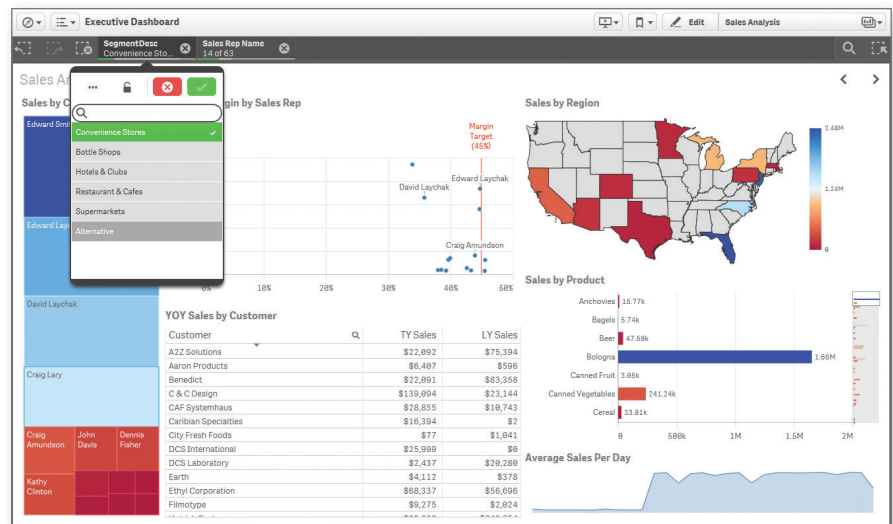 Executive Dashboard
Edit
Sales Analysis
SegmentDesc
Convenience Sto...
Sales Rep Name
14 of 63
Sales An
Sales by C
gin by Sales Rep
Sales by Region
Convenience Stores
Bottle Shops
Hotels & Clubs
Restaurant & Cafes
Supermarkets
Alternative
Edward Smit
Edward Layc
David Laychak
Craig Lary
Craig Amundson
John Davis
Dennis Fisher
Kathy Clinton
Margin
Target
(45%)
Edward Laychak
David Laychak
Craig Amundson
0%
10%
20%
30%
40%
50%
2.48M
1.24M
0
YOY Sales by Customer
Customer TY Sales LY Sales
A2Z Solutions $22,092 $75,394
Aaron Products $6,407 $596
Benedict $22,091 $83,358
C & C Design $139,094 $23,144
CAF Systemhaus $28,855 $10,743
Caribian Specialties $16,394 $2
City Fresh Foods $77 $1,041
DCS International $25,999 $0
DCS Laboratory $2,437 $20,280
Earth $4,112 $378
Ethyl Corporation $68,337 $56,696
Filmotype $9,275 $2,024
Sales by Product
Anchovies 15.77k
Bagels 5.74k
Beer 47.58k
Bologna 1.66M
Canned Fruit 3.05k
Canned Vegetables 241.24k
Cereal 33.81k
0 500k 1M 1.5M 2M
Average Sales Per Day